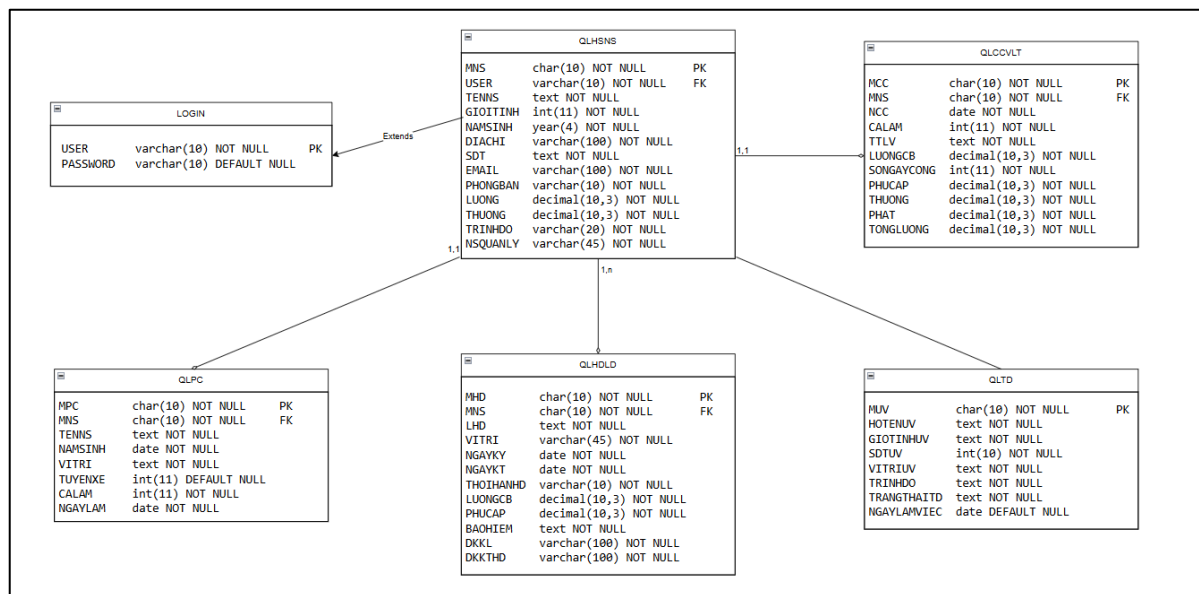 QLHSNS
MNS char(10) NOT NULL PK
USER varchar(10) NOT NULL FK
TENNS text NOT NULL
GIOITINH int(11) NOT NULL
NAMSINH year(4) NOT NULL
DIACHI varchar(100) NOT NULL
SDT text NOT NULL
EMAIL varchar(100) NOT NULL
PHONGBAN varchar(10) NOT NULL
LUONG decimal(10,3) NOT NULL
THUONG decimal(10,3) NOT NULL
TRINHDO varchar(20) NOT NULL
NSQUANLY varchar(45) NOT NULL
QLCCVLT
MCC char(10) NOT NULL PK
MNS char(10) NOT NULL FK
NCC date NOT NULL
CALAM int(11) NOT NULL
TTLV text NOT NULL
LUONGCB decimal(10,3) NOT NULL
SONGAYCONG int(11) NOT NULL
PHUCAP decimal(10,3) NOT NULL
THUONG decimal(10,3) NOT NULL
PHAT decimal(10,3) NOT NULL
TONGLUONG decimal(10,3) NOT NULL
LOGIN
USER varchar(10) NOT NULL PK
PASSWORD varchar(10) DEFAULT NULL
Extends
1,1
1,1
1,n
QLPC
MPC char(10) NOT NULL PK
MNS char(10) NOT NULL FK
TENNS text NOT NULL
NAMSINH date NOT NULL
VITRI text NOT NULL
TUYENXE int(11) DEFAULT NULL
CALAM int(11) NOT NULL
NGAYLAM date NOT NULL
QLHDLD
MHD char(10) NOT NULL PK
MNS char(10) NOT NULL FK
LHD text NOT NULL
VITRI varchar(45) NOT NULL
NGAYKY date NOT NULL
NGAYKT date NOT NULL
THOIHANHD varchar(10) NOT NULL
LUONGCB decimal(10,3) NOT NULL
PHUCAP decimal(10,3) NOT NULL
BAOHIEM text NOT NULL
DKKL varchar(100) NOT NULL
DKKTHD varchar(100) NOT NULL
QLTD
MUV char(10) NOT NULL PK
HOTENUV text NOT NULL
GIOTINHUV text NOT NULL
SDTUV int(10) NOT NULL
VITRIUV text NOT NULL
TRINHDO text NOT NULL
TRANGTHAITD text NOT NULL
NGAYLAMVIEC date DEFAULT NULL